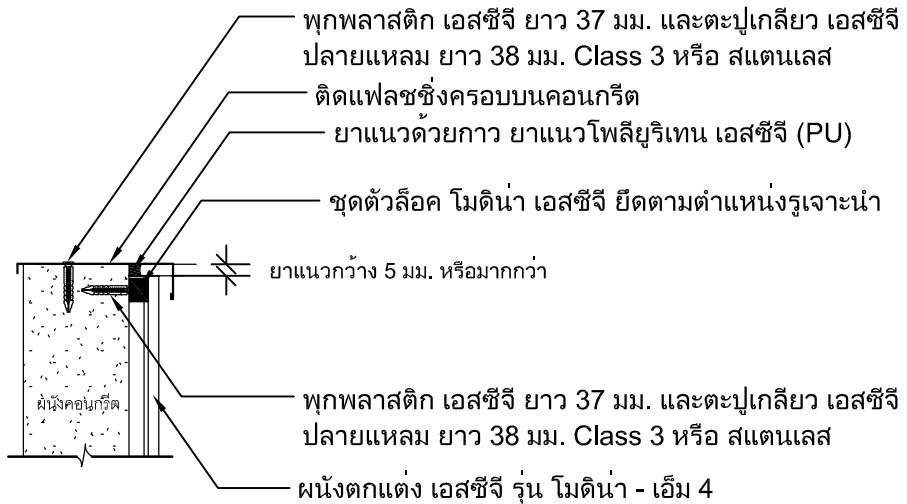 พุกพลาสติก เอสซีจี ยาว 37 มม. และตะปูเกลียว เอสซีจี
ปลายแหลม ยาว 38 มม. Class 3 หรือ สแตนเลส
ติดแฟลชชิ่งครอบบนคอนกรีต
ยาแนวด้วยกาว ยาแนวโพลียูริเทน เอสซีจี (PU)
ชุดตัวล็อค โมดิน่า เอสซีจี ยึดตามตำแหน่งรูเจาะนำ
ยาแนวกว้าง 5 มม. หรือมากกว่า
ผนังคอนกรีต
พุกพลาสติก เอสซีจี ยาว 37 มม. และตะปูเกลียว เอสซีจี
ปลายแหลม ยาว 38 มม. Class 3 หรือ สแตนเลส
ผนังตกแต่ง เอสซีจี รุ่น โมดิน่า - เอ็ม 4